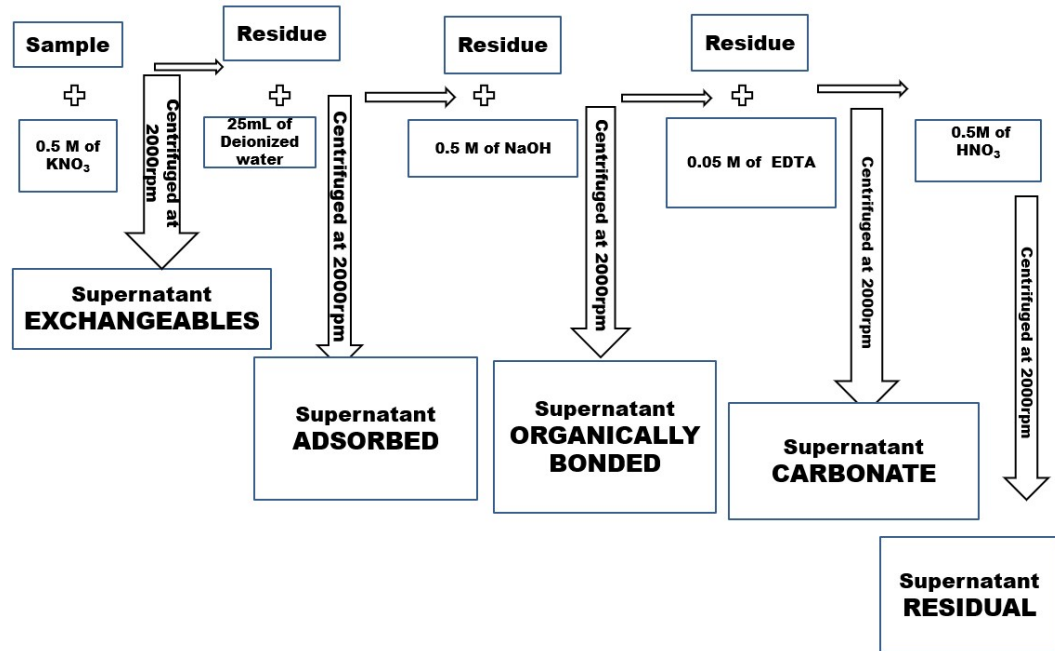 Sample
Residue
Residue
Residue
0.5 M of
KNO₃
Centrifuged at
2000rpm
25mL of
Deionized
water
Centrifuged at 2000rpm
0.5 M of NaOH
Centrifuged at 2000rpm
0.05 M of EDTA
Centrifuged at 2000rpm
0.5M of
HNO₃
Centrifuged at 2000rpm
Supernatant
EXCHANGEABLES
Supernatant
ADSORBED
Supernatant
ORGANICALLY
BONDED
Supernatant
CARBONATE
Supernatant
RESIDUAL